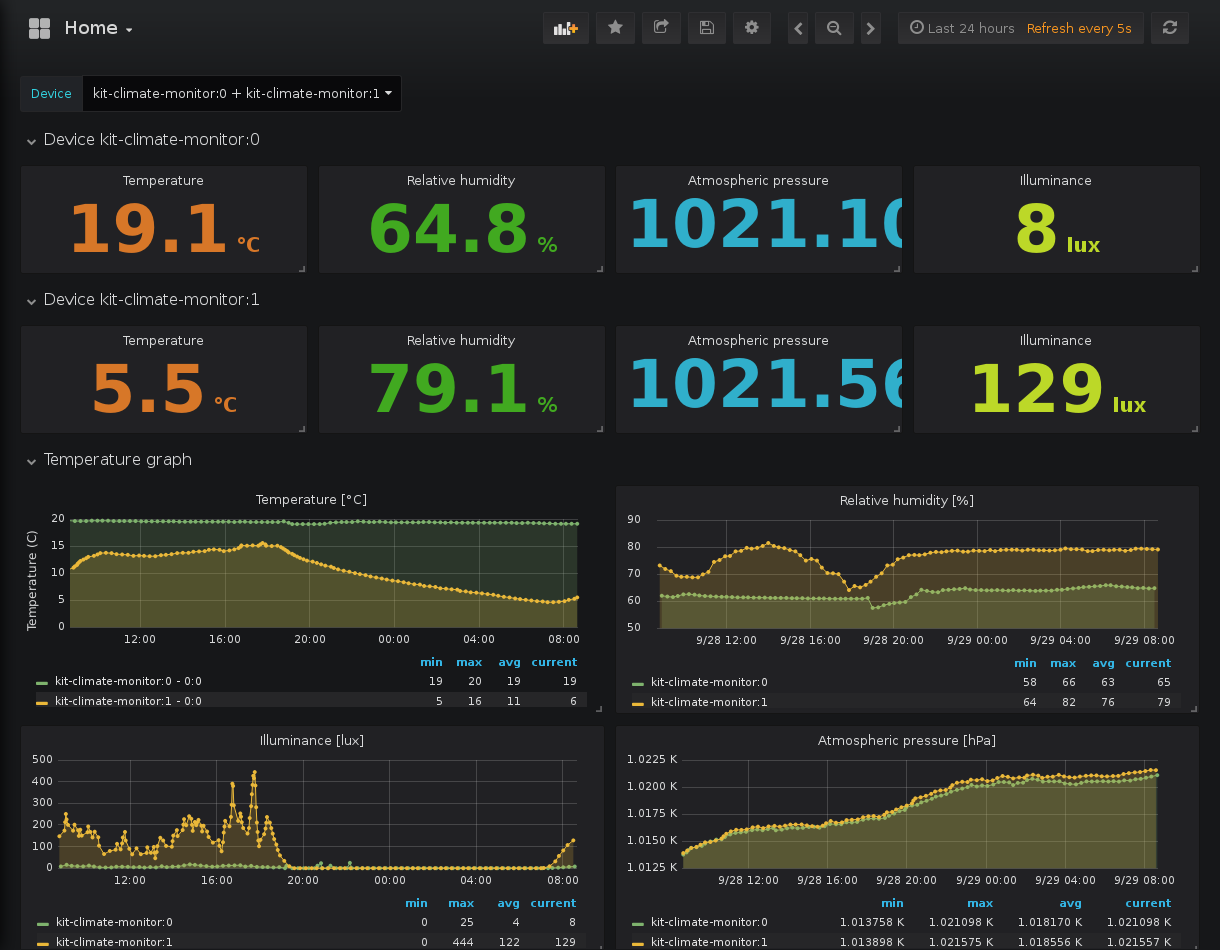 Home
Last 24 hours Refresh every 5s
Device kit-climate-monitor:0 + kit-climate-monitor:1
Device kit-climate-monitor:0
Temperature Relative humidity Atmospheric pressure Illuminance
19.1 °C 64.8 % 1021.10 8 lux
Device kit-climate-monitor:1
Temperature Relative humidity Atmospheric pressure Illuminance
5.5 °C 79.1 % 1021.56 129 lux
Temperature graph
Temperature [°C]
Temperature (C)
20
15
10
5
0
12:00 16:00 20:00 00:00 04:00 08:00
min max avg current
kit-climate-monitor:0 - 0:0 19 20 19 19
kit-climate-monitor:1 - 0:0 5 16 11 6
Relative humidity [%]
90
80
70
60
50
9/28 12:00 9/28 16:00 9/28 20:00 9/29 00:00 9/29 04:00 9/29 08:00
min max avg current
kit-climate-monitor:0 58 66 63 65
kit-climate-monitor:1 64 82 76 79
Illuminance [lux]
500
400
300
200
100
0
12:00 16:00 20:00 00:00 04:00 08:00
min max avg current
kit-climate-monitor:0 0 25 4 8
kit-climate-monitor:1 0 444 122 129
Atmospheric pressure [hPa]
1.0225 K
1.0200 K
1.0175 K
1.0150 K
1.0125 K
9/28 12:00 9/28 16:00 9/28 20:00 9/29 00:00 9/29 04:00 9/29 08:00
min max avg current
kit-climate-monitor:0 1.013758 K 1.021098 K 1.018170 K 1.021098 K
kit-climate-monitor:1 1.013898 K 1.021575 K 1.018556 K 1.021557 K